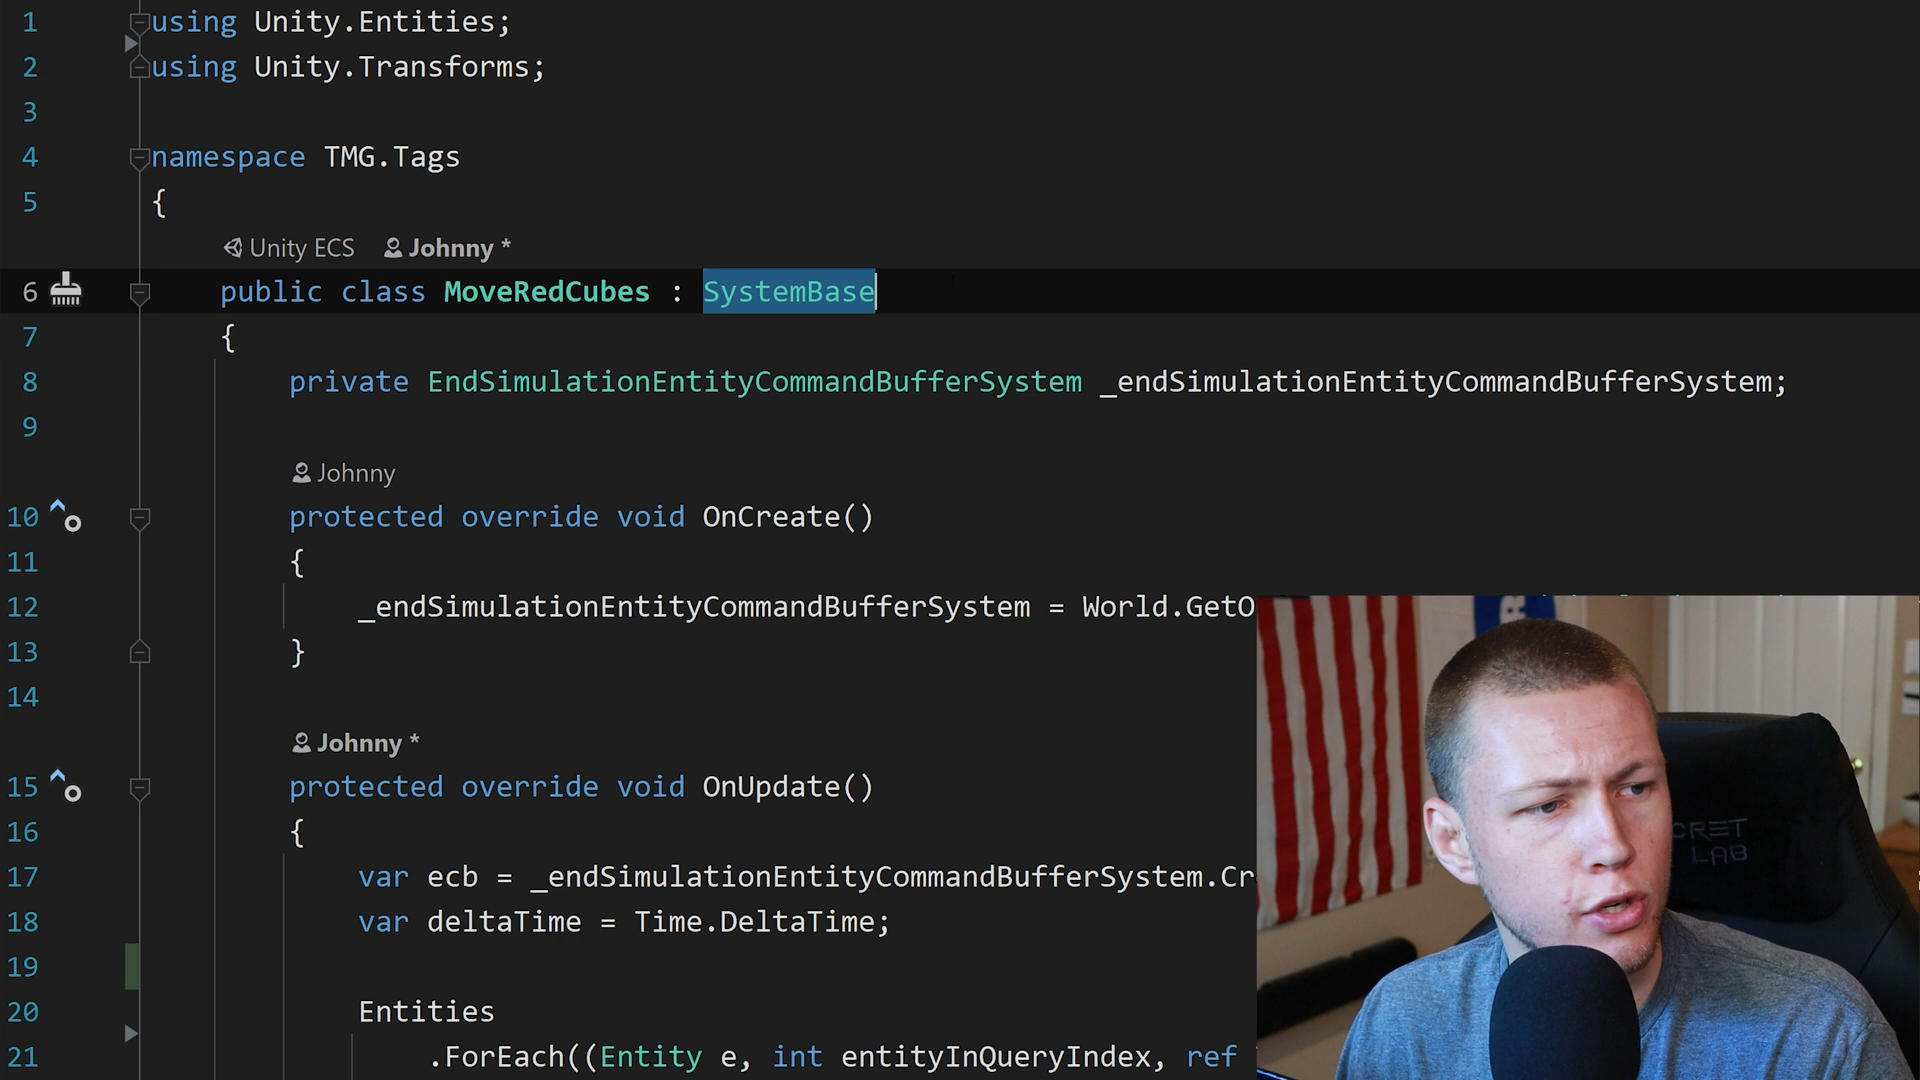 1 using Unity.Entities;
2 using Unity.Transforms;
3
4 namespace TMG.Tags
5 {
Unity ECS Johnny *
6 public class MoveRedCubes : SystemBase
7 {
8 private EndSimulationEntityCommandBufferSystem _endSimulationEntityCommandBufferSystem;
9
Johnny
10 protected override void OnCreate()
11 {
12 _endSimulationEntityCommandBufferSystem = World.GetO
13 }
14
Johnny *
15 protected override void OnUpdate()
16 {
17 var ecb = _endSimulationEntityCommandBufferSystem.Cr
18 var deltaTime = Time.DeltaTime;
19
20 Entities
21 .ForEach((Entity e, int entityInQueryIndex, ref
CRET
LAB